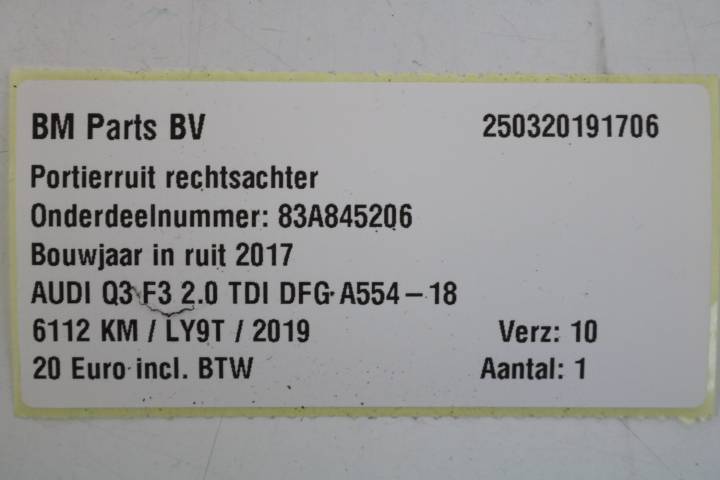 BM Parts BV 250320191706
Portierruit rechtsachter
Onderdeelnummer: 83A845206
Bouwjaar in ruit 2017
AUDI Q3 F3 2.0 TDI DFG A554-18
6112 KM / LY9T / 2019 Verz: 10
20 Euro incl. BTW Aantal: 1